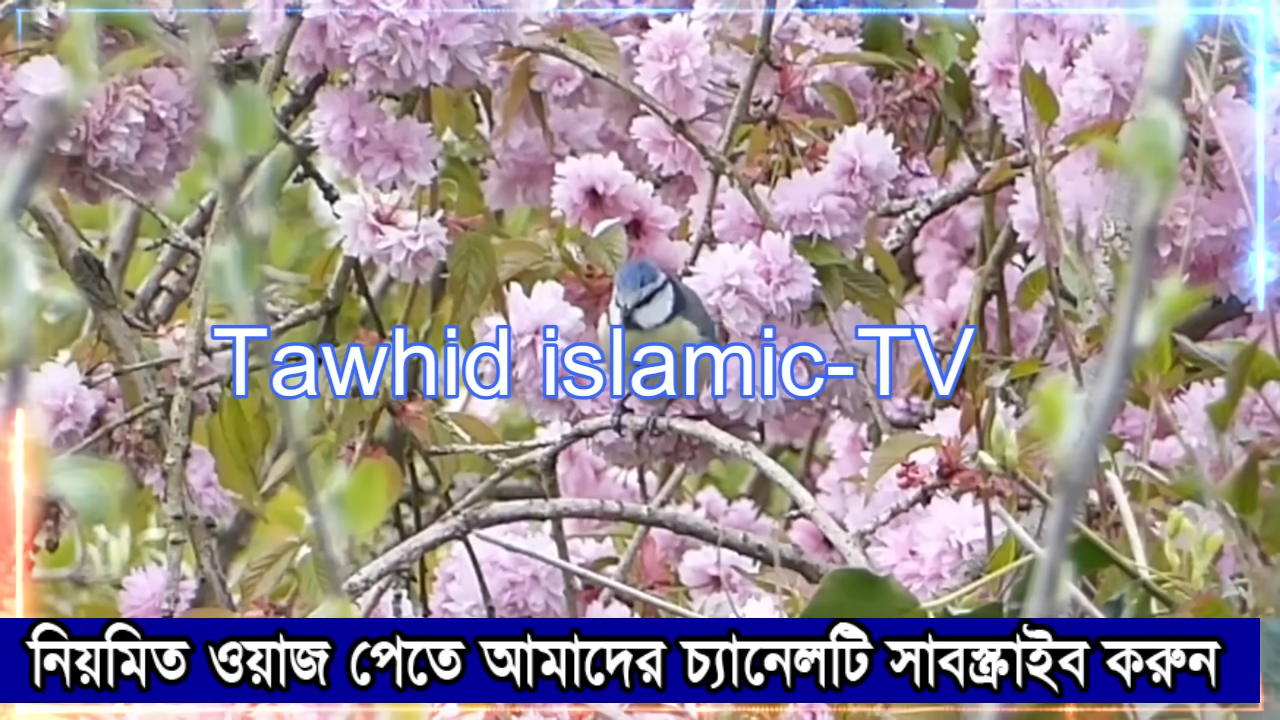 Tawhid islamic-TV
নিয়মিত ওয়াজ পেতে আমাদের চ্যানেলটি সাবস্ক্রাইব করুন